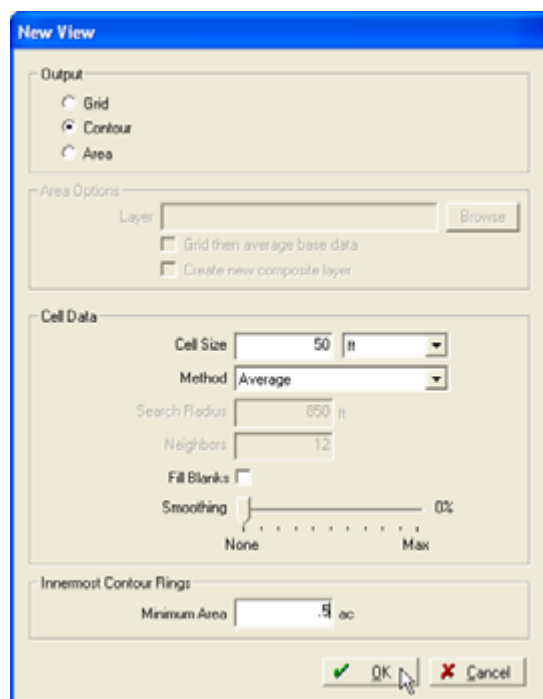 New View
Output
Grid
Contour
Area
Area Options
Layer Browse
Grid then average base data
Create new composite layer
Cell Data
Cell Size 50 ft
Method Average
Search Radius 850 ft
Neighbors 12
Fill Blanks
Smoothing 0%
None Max
Innermost Contour Rings
Minimum Area .5 ac
OK Cancel